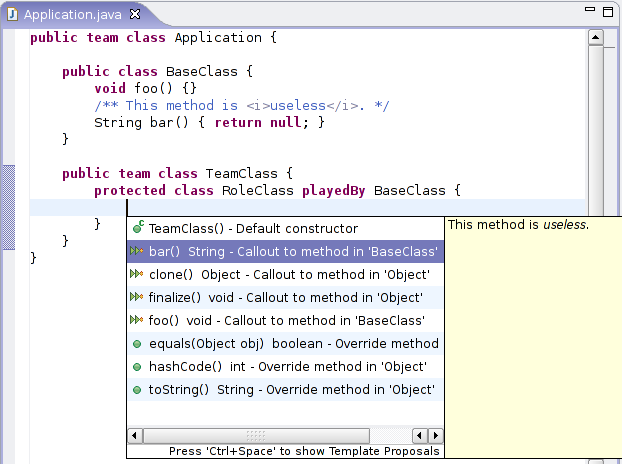 Application.java
public team class Application {
public class BaseClass {
void foo() {}
/** This method is <i>useless</i>. */
String bar() { return null; }
}
public team class TeamClass {
protected class RoleClass playedBy BaseClass {
}
}
}
TeamClass() - Default constructor
bar()  String - Callout to method in 'BaseClass'
clone()  Object - Callout to method in 'Object'
finalize()  void - Callout to method in 'Object'
foo()  void - Callout to method in 'BaseClass'
equals(Object obj)  boolean - Override method
hashCode()  int - Override method in 'Object'
toString()  String - Override method in 'Object'
Press 'Ctrl+Space' to show Template Proposals
This method is useless.